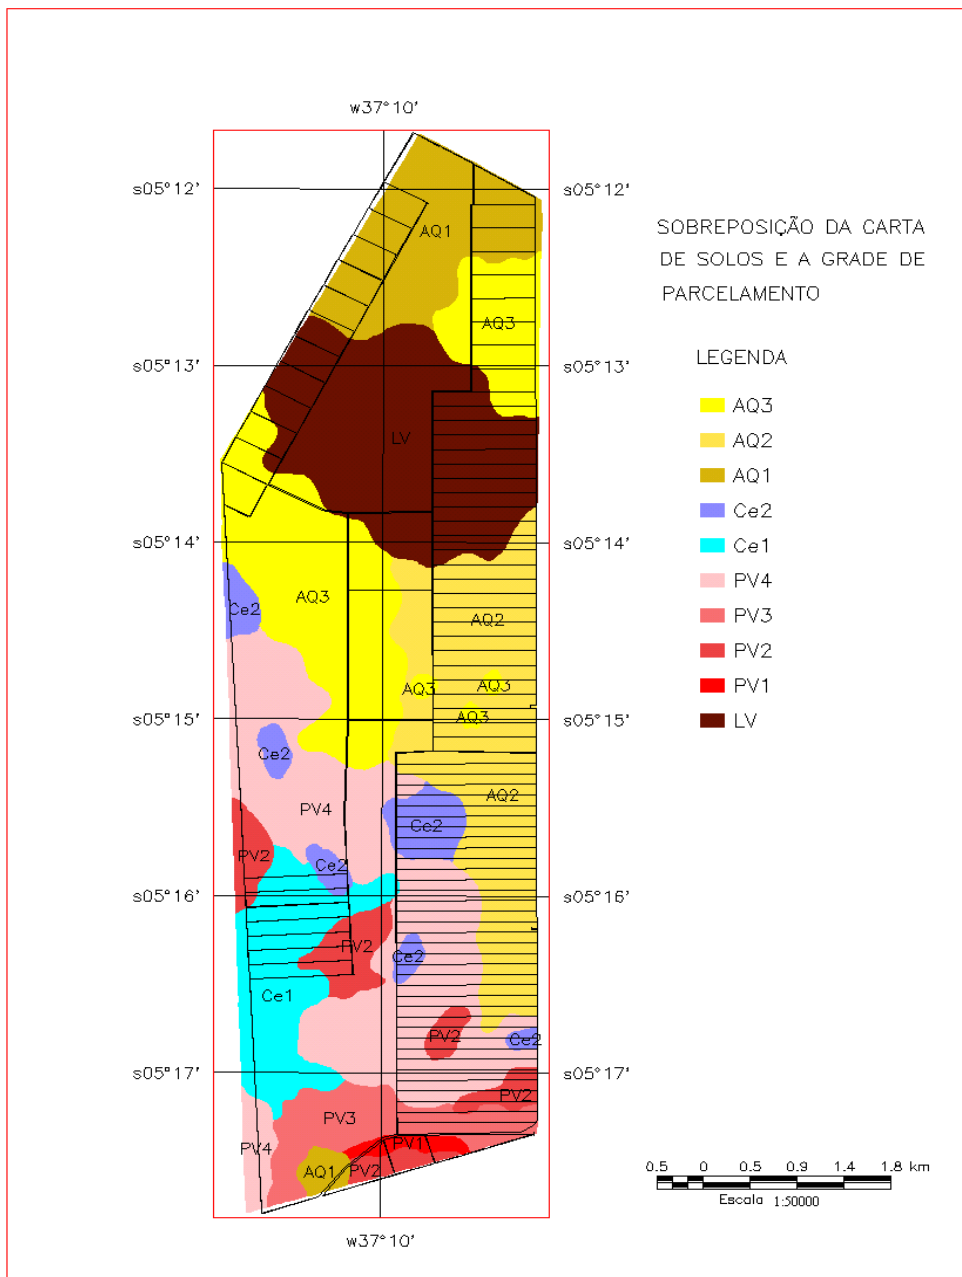 w37°10'
s05°12' s05°12'
AQ1
SOBREPOSIÇÃO DA CARTA
DE SOLOS E A GRADE DE
PARCELAMENTO
AQ3
s05°13' s05°13'
LEGENDA
AQ3
AQ2
AQ1
Ce2
Ce1
PV4
PV3
PV2
PV1
LV
LV
s05°14' s05°14'
AQ3
Ce2
AQ2
AQ3
AQ3
AQ3
s05°15' s05°15'
Ce2
AQ2
PV4
Ce2
PV2
Ce2
s05°16' s05°16'
PV2
Ce2
Ce1
PV2
Ce2
s05°17' s05°17'
PV2
PV3
PV1
PV4
AQ1
PV2
0.5 0 0.5 0.9 1.4 1.8 km
Escala 1:50000
w37°10'